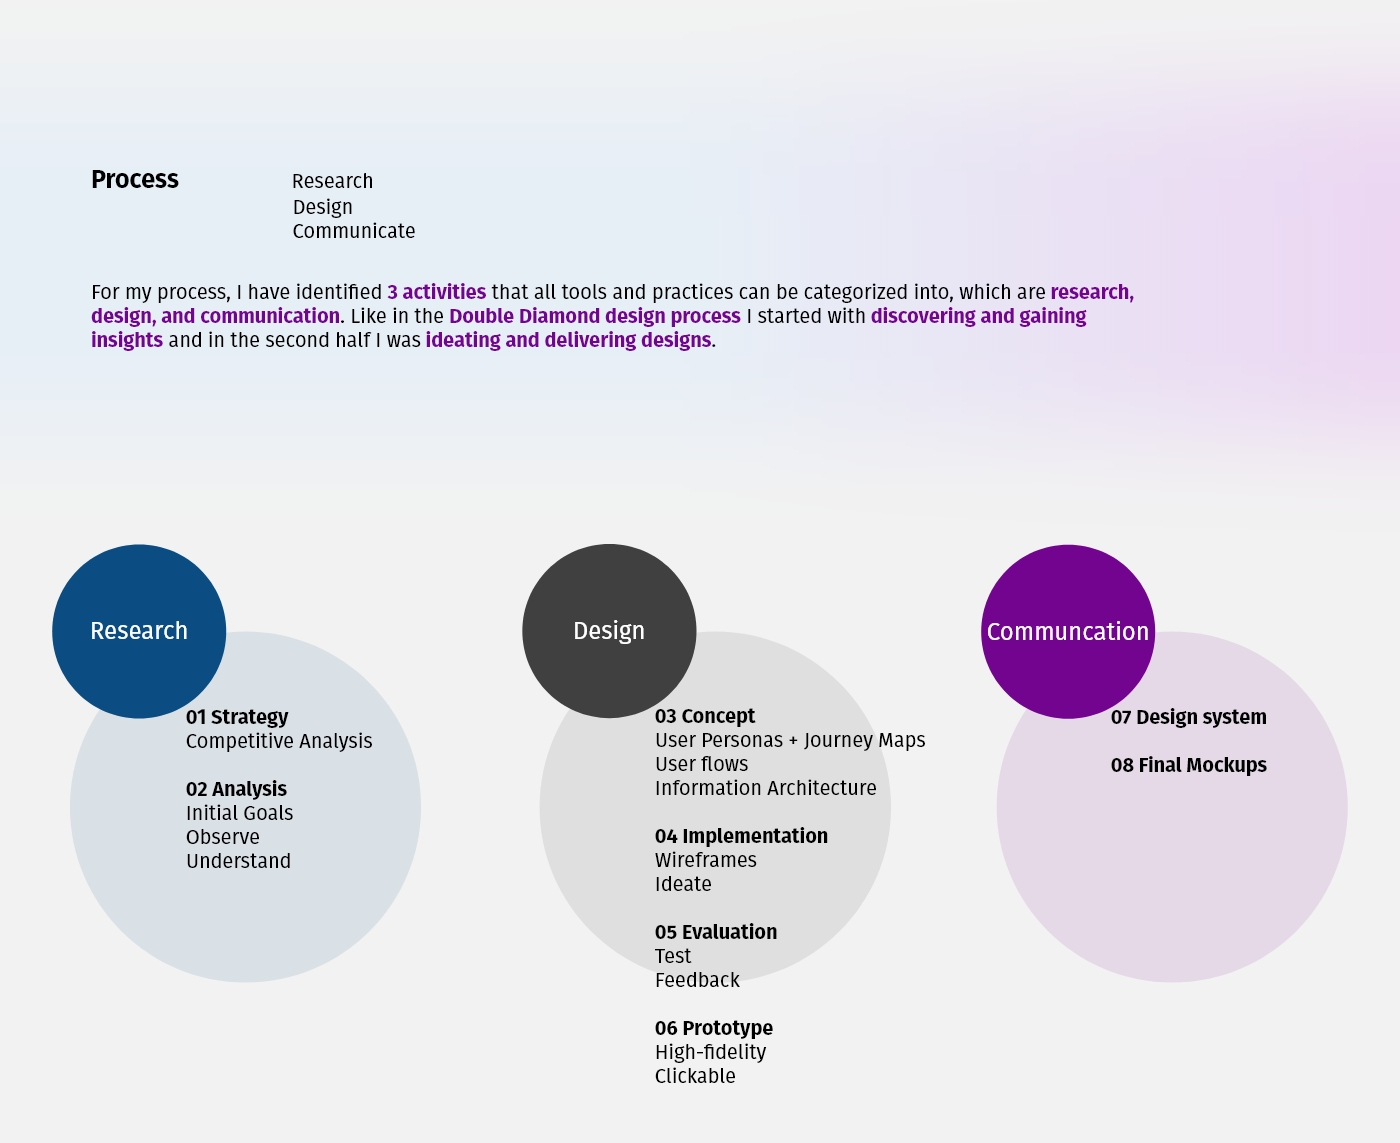 Process
Research
Design
Communicate
For my process, I have identified 3 activities that all tools and practices can be categorized into, which are research,
design, and communication. Like in the Double Diamond design process I started with discovering and gaining
insights and in the second half I was ideating and delivering designs.
Research
01 Strategy
Competitive Analysis
02 Analysis
Initial Goals
Observe
Understand
Design
03 Concept
User Personas + Journey Maps
User flows
Information Architecture
04 Implementation
Wireframes
Ideate
05 Evaluation
Test
Feedback
06 Prototype
High-fidelity
Clickable
Communcation
07 Design system
08 Final Mockups